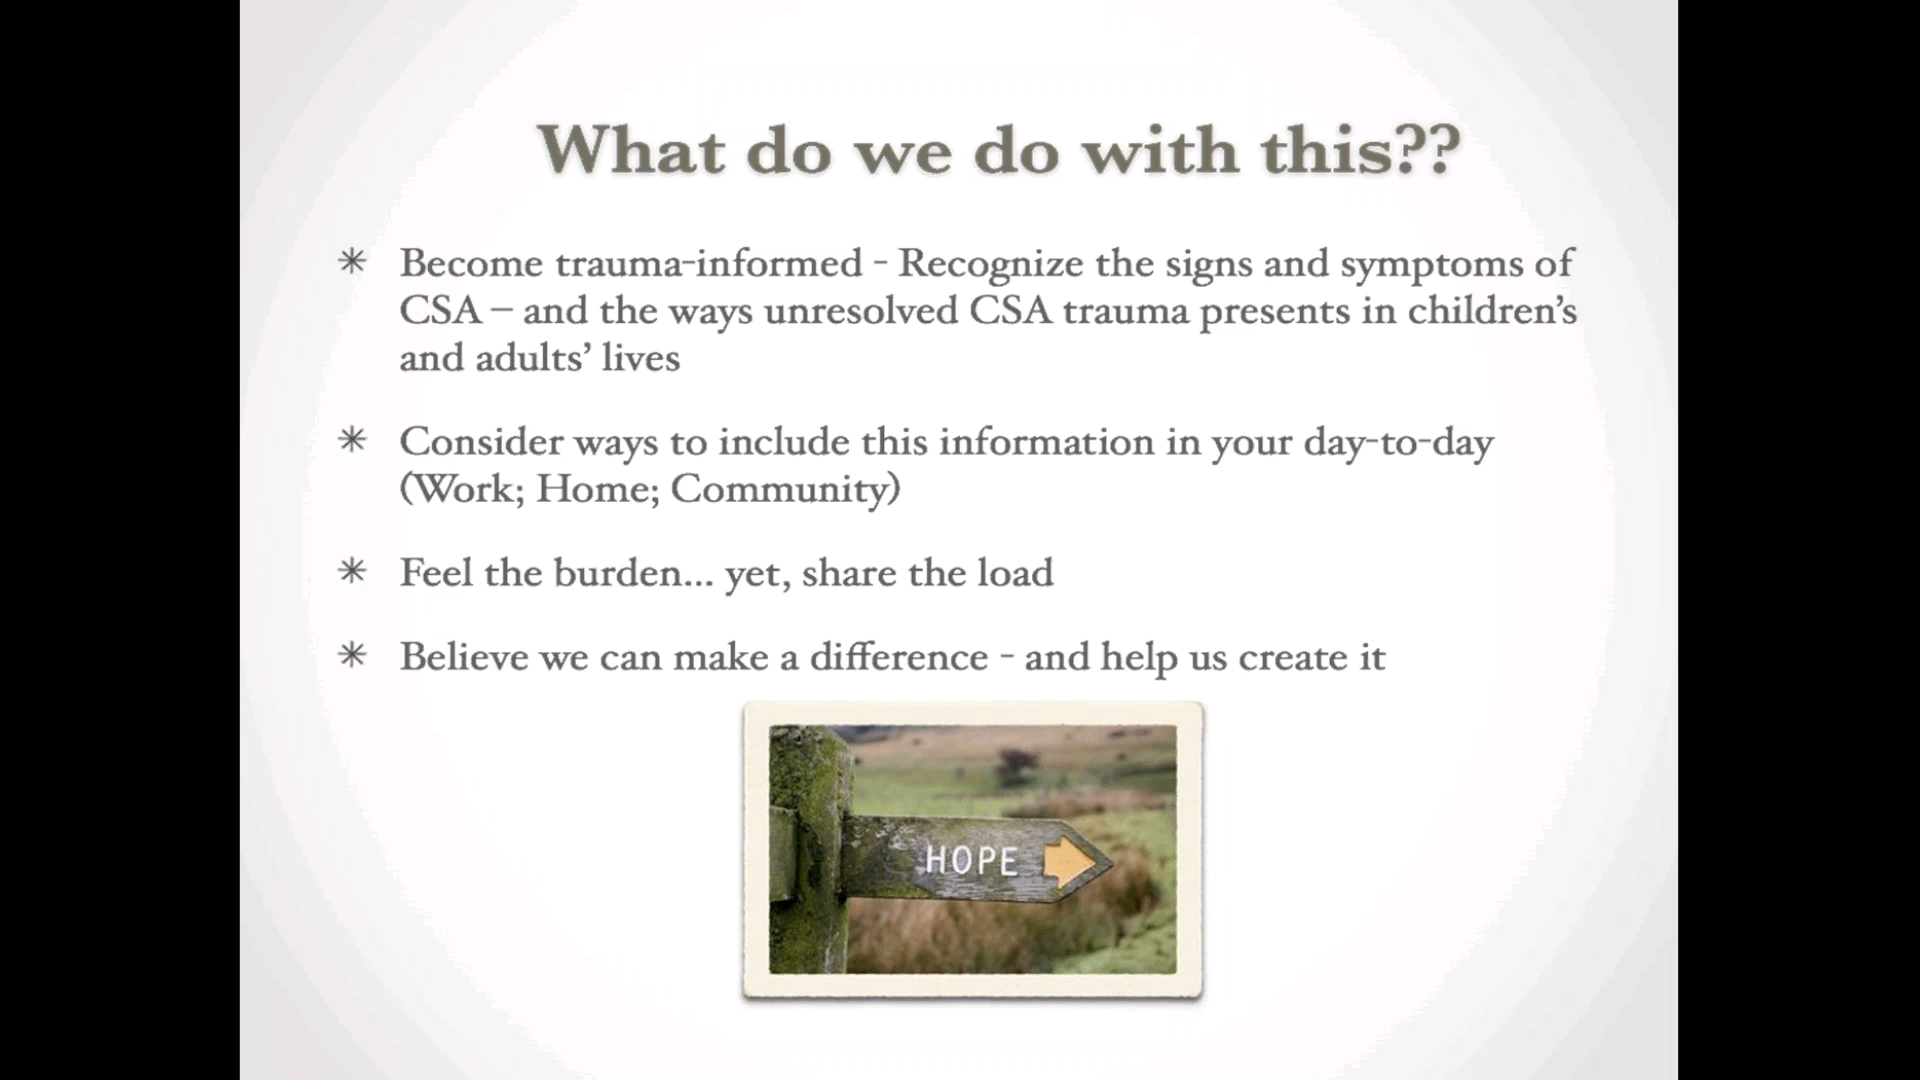 What do we do with this??
✳ Become trauma-informed - Recognize the signs and symptoms of
CSA – and the ways unresolved CSA trauma presents in children’s
and adults’ lives
✳ Consider ways to include this information in your day-to-day
(Work; Home; Community)
✳ Feel the burden... yet, share the load
✳ Believe we can make a difference - and help us create it
HOPE